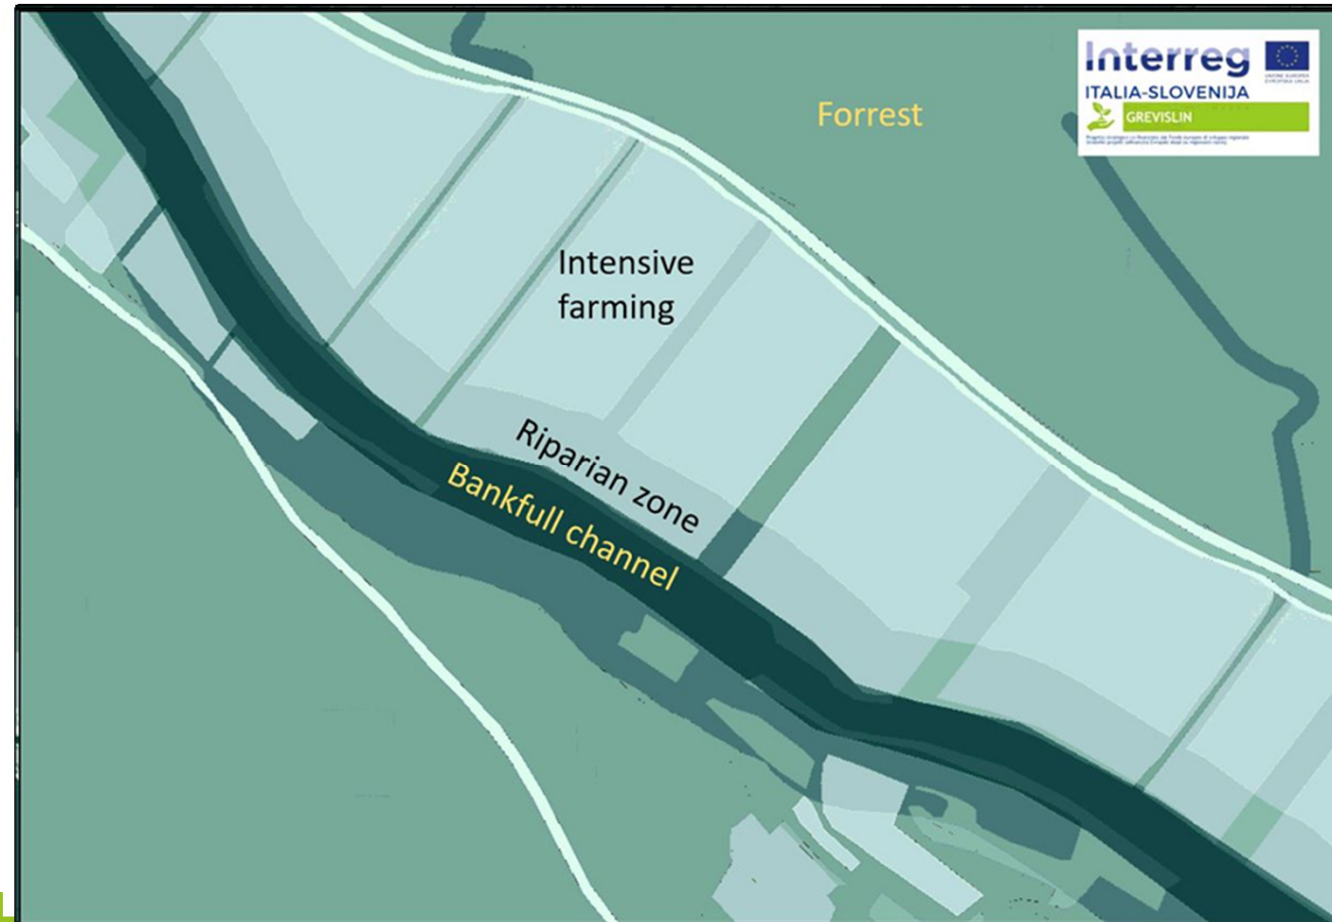 Interreg
ITALIA-SLOVENIJA
GREVISLIN
Forrest
Intensive
farming
Riparian zone
Bankfull channel